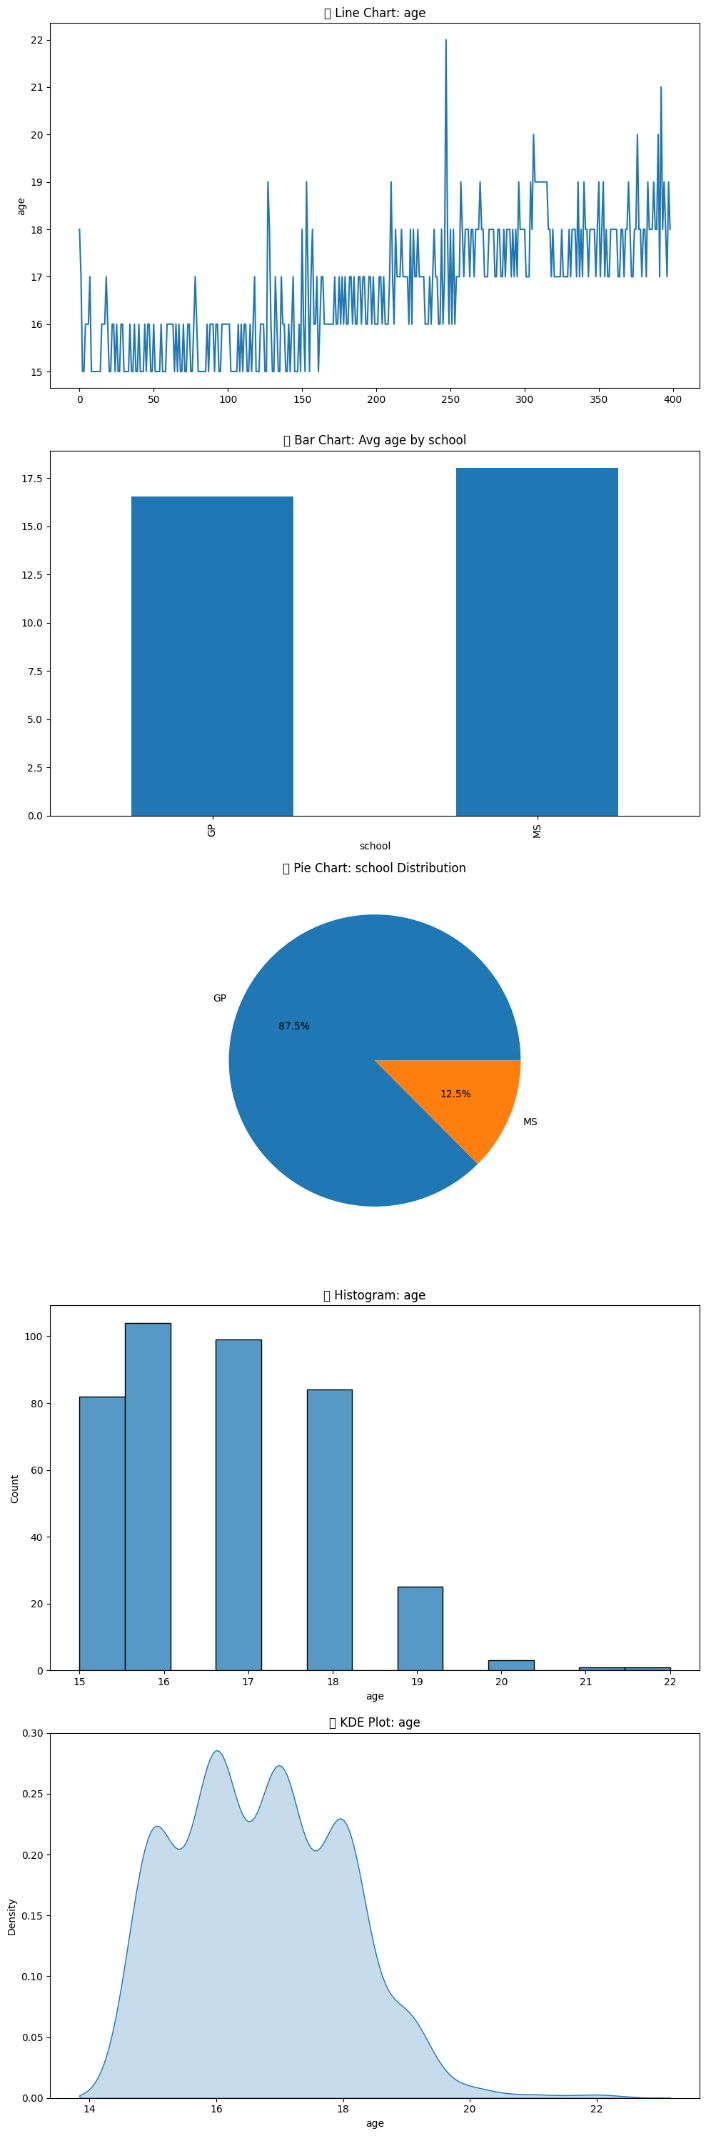 Line Chart: age
22
21
20
19
18
17
16
15
age
0 50 100 150 200 250 300 350 400
Bar Chart: Avg age by school
17.5
15.0
12.5
10.0
7.5
5.0
2.5
0.0
GP MS
school
Pie Chart: school Distribution
GP
87.5%
12.5%
MS
Histogram: age
100
80
60
40
20
0
Count
15 16 17 18 19 20 21 22
age
KDE Plot: age
0.30
0.25
0.20
0.15
0.10
0.05
0.00
Density
14 16 18 20 22
age